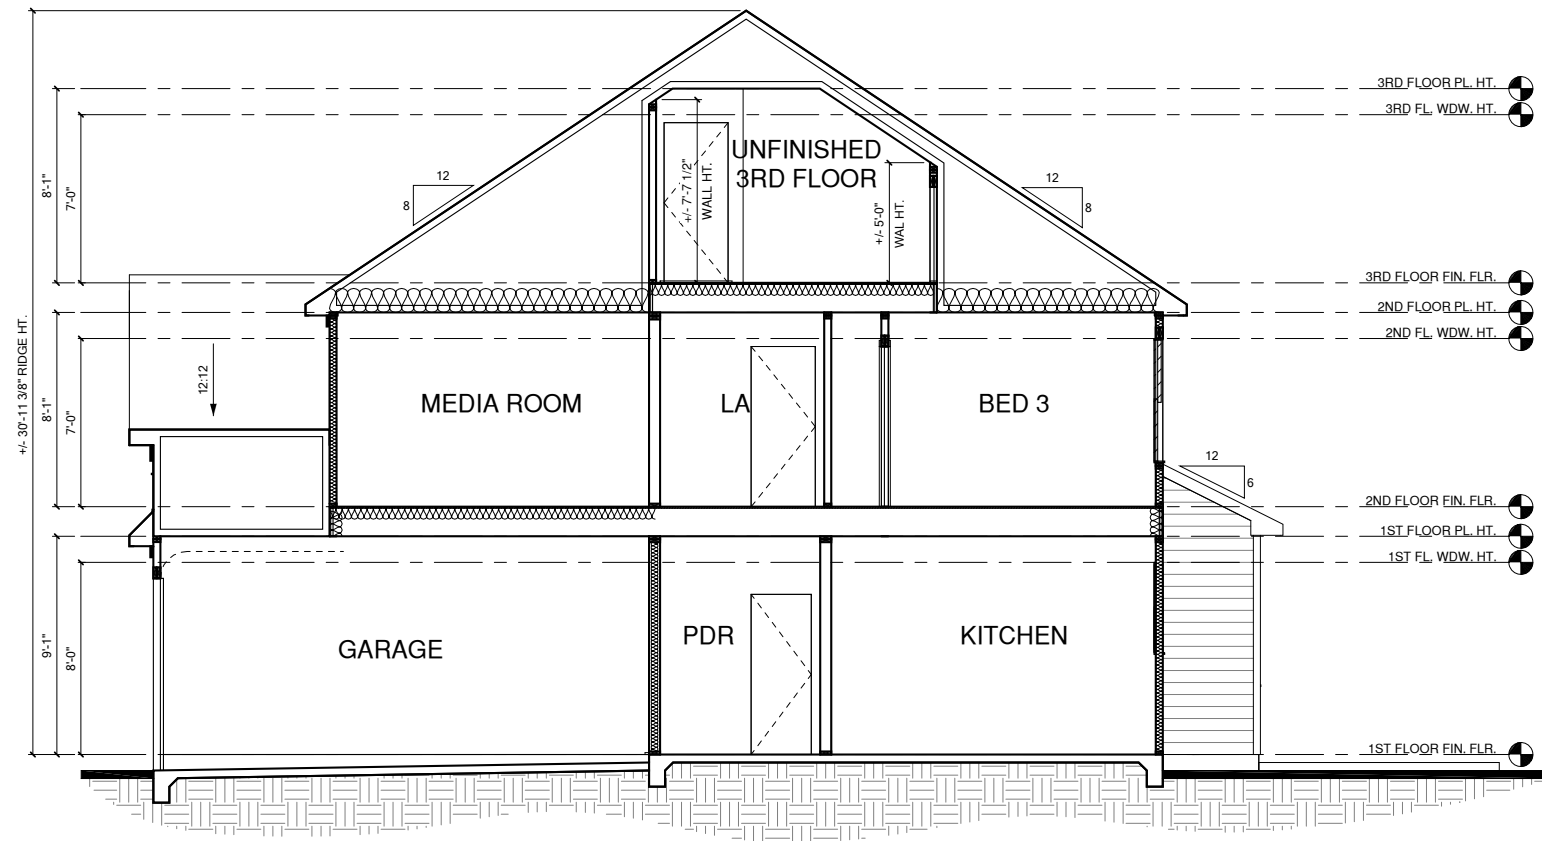 3RD FLOOR PL. HT.
3RD FL. WDW. HT.
UNFINISHED
3RD FLOOR
12
8
12
8
8'-1"
7'-0"
+/- 7'-7 1/2"
WALL HT.
+/- 5'-0"
WAL HT.
3RD FLOOR FIN. FLR.
2ND FLOOR PL. HT.
2ND FL. WDW. HT.
+/- 30'-11 3/8" RIDGE HT.
12:12
8'-1"
7'-0"
MEDIA ROOM
LA
BED 3
12
6
2ND FLOOR FIN. FLR.
1ST FLOOR PL. HT.
1ST FL. WDW. HT.
9'-1"
8'-0"
GARAGE
PDR
KITCHEN
1ST FLOOR FIN. FLR.